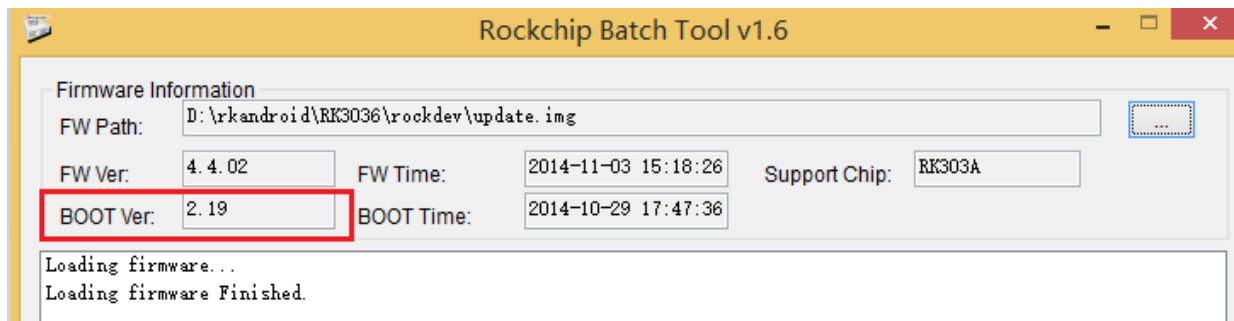 Rockchip Batch Tool v1.6
Firmware Information
FW Path: D:\rkandroid\RK3036\rockdev\update.img ...
FW Ver: 4.4.02 FW Time: 2014-11-03 15:18:26 Support Chip: RK303A
BOOT Ver: 2.19 BOOT Time: 2014-10-29 17:47:36
Loading firmware...
Loading firmware Finished.